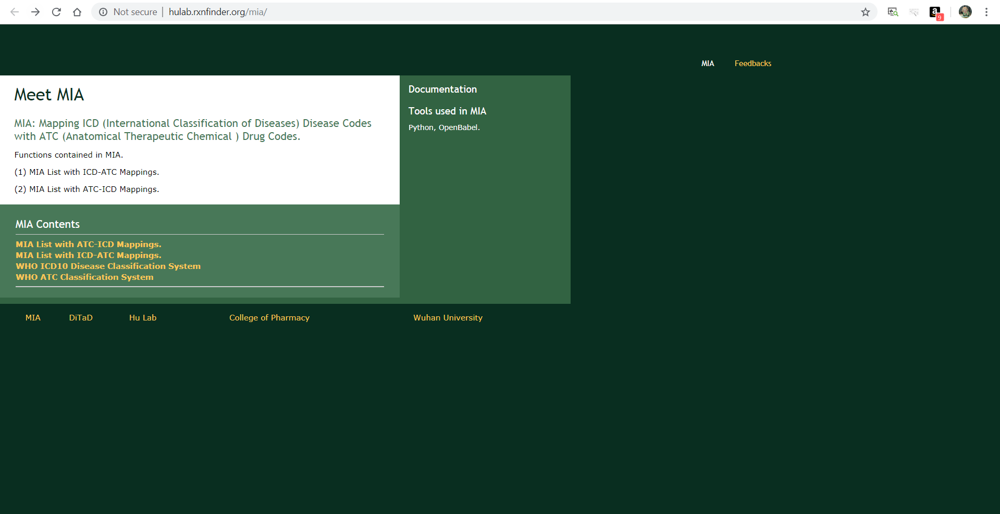 Not secure | hulab.rxnfinder.org/mia/
a
9
MIA Feedbacks
Meet MIA
MIA: Mapping ICD (International Classification of Diseases) Disease Codes
with ATC (Anatomical Therapeutic Chemical ) Drug Codes.
Functions contained in MIA.
(1) MIA List with ICD-ATC Mappings.
(2) MIA List with ATC-ICD Mappings.
Documentation
Tools used in MIA
Python, OpenBabel.
MIA Contents
MIA List with ATC-ICD Mappings.
MIA List with ICD-ATC Mappings.
WHO ICD10 Disease Classification System
WHO ATC Classification System
MIA DiTaD Hu Lab College of Pharmacy Wuhan University